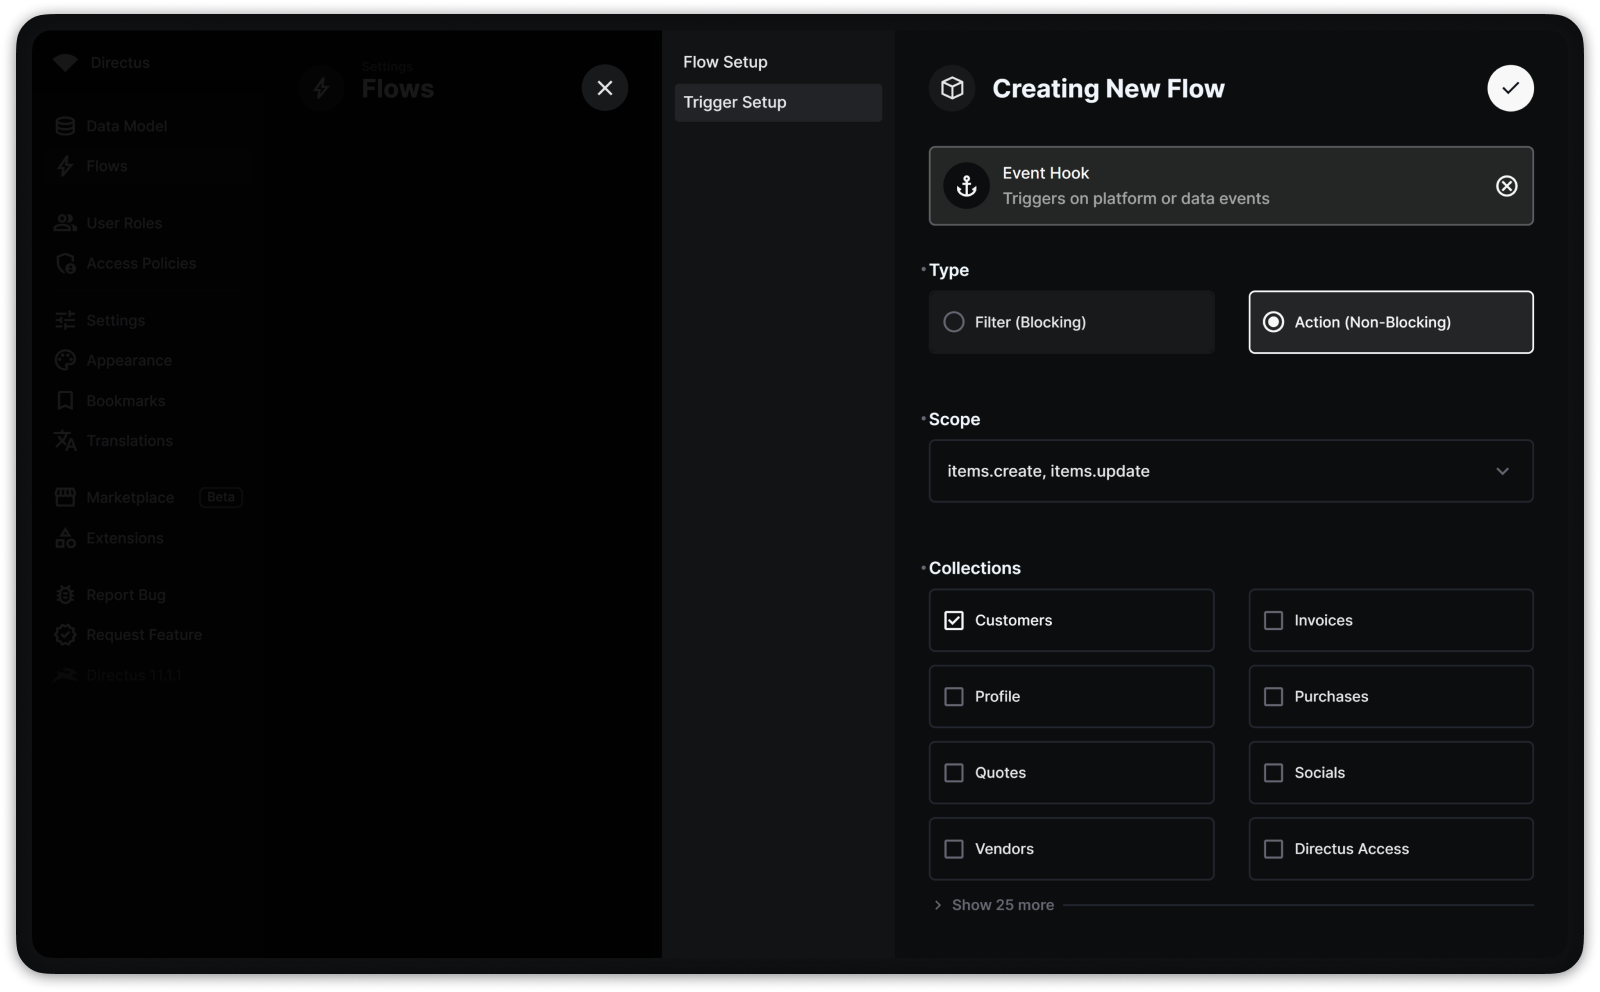 Directus
Data Model
Flows
User Roles
Access Policies
Settings
Appearance
Bookmarks
Translations
Marketplace Beta
Extensions
Report Bug
Request Feature
Directus 11.1.1
Settings
Flows
Flow Setup
Trigger Setup
Creating New Flow
Event Hook
Triggers on platform or data events
Type
Filter (Blocking)
Action (Non-Blocking)
Scope
items.create, items.update
Collections
Customers
Invoices
Profile
Purchases
Quotes
Socials
Vendors
Directus Access
Show 25 more